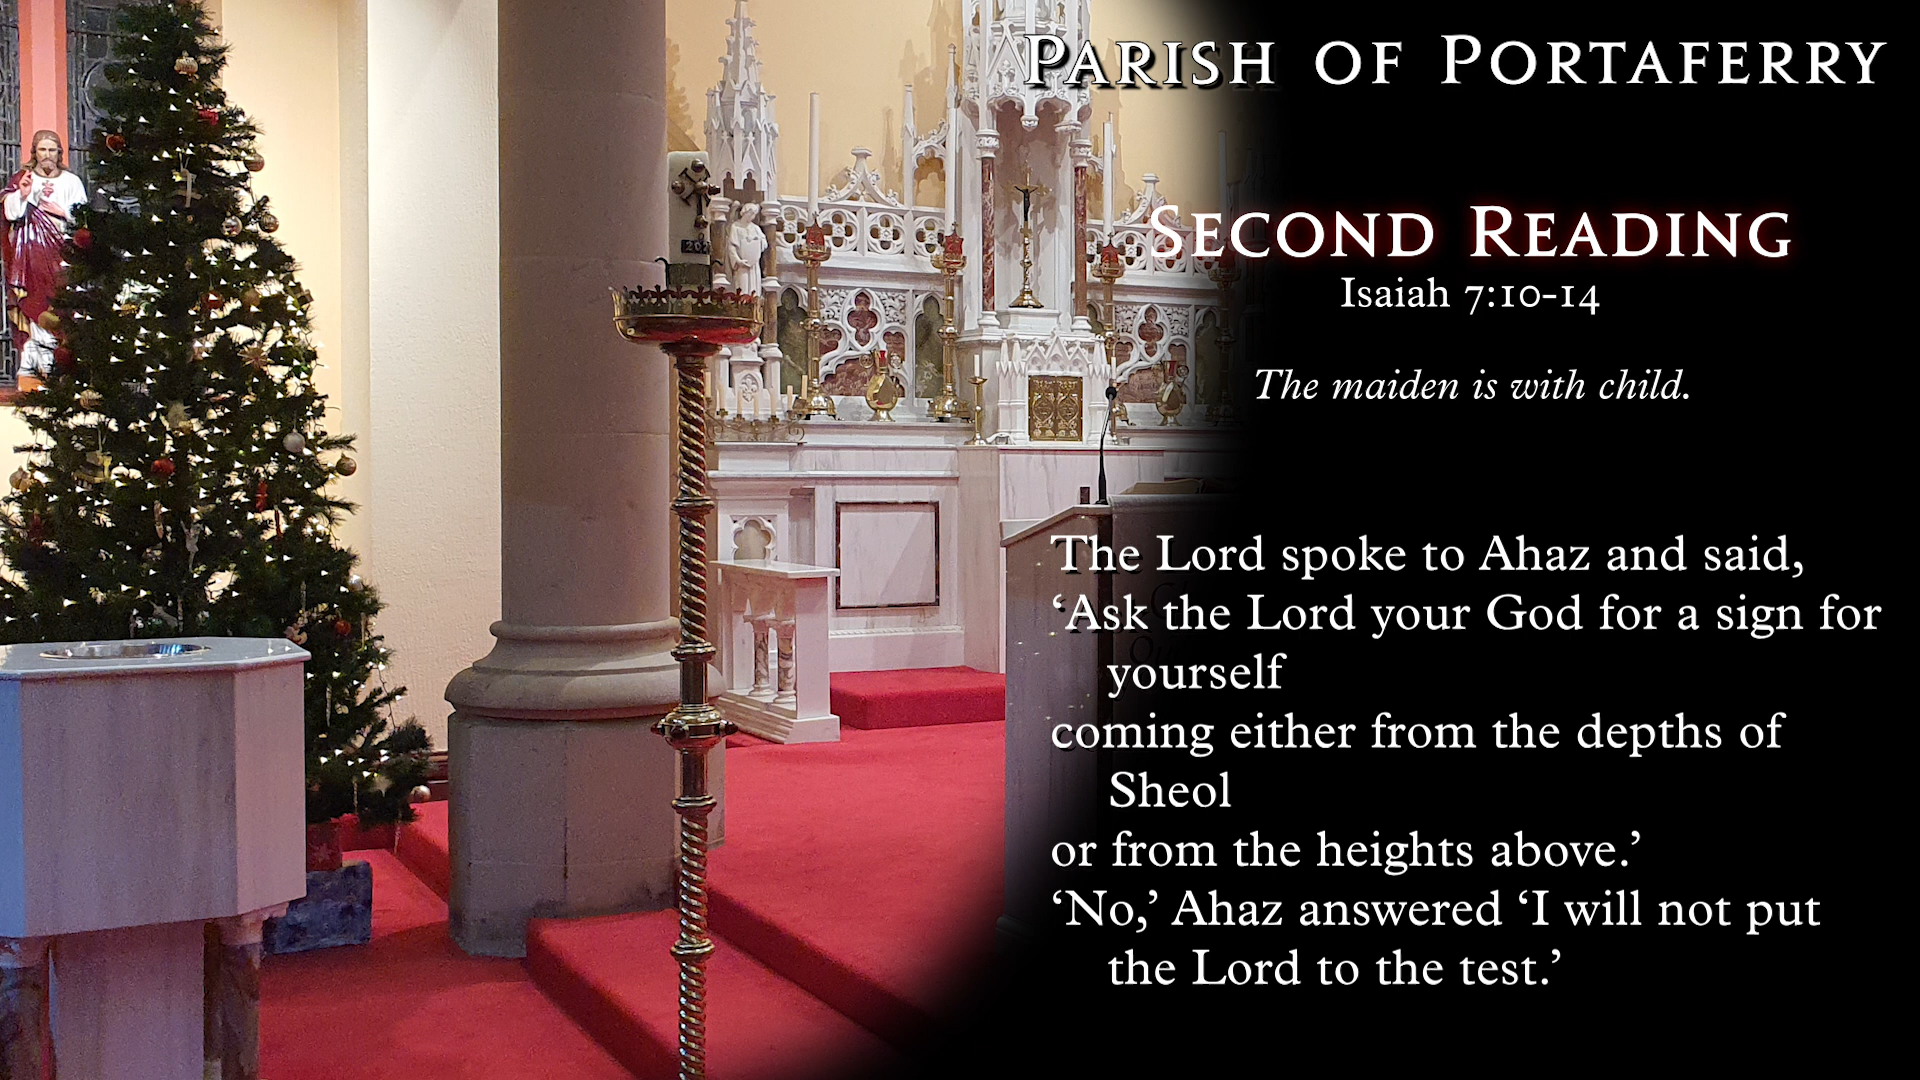 Parish of Portaferry
Second Reading
Isaiah 7:10-14
The maiden is with child.
The Lord spoke to Ahaz and said,
‘Ask the Lord your God for a sign for
yourself
coming either from the depths of
Sheol
or from the heights above.’
‘No,’ Ahaz answered ‘I will not put
the Lord to the test.’